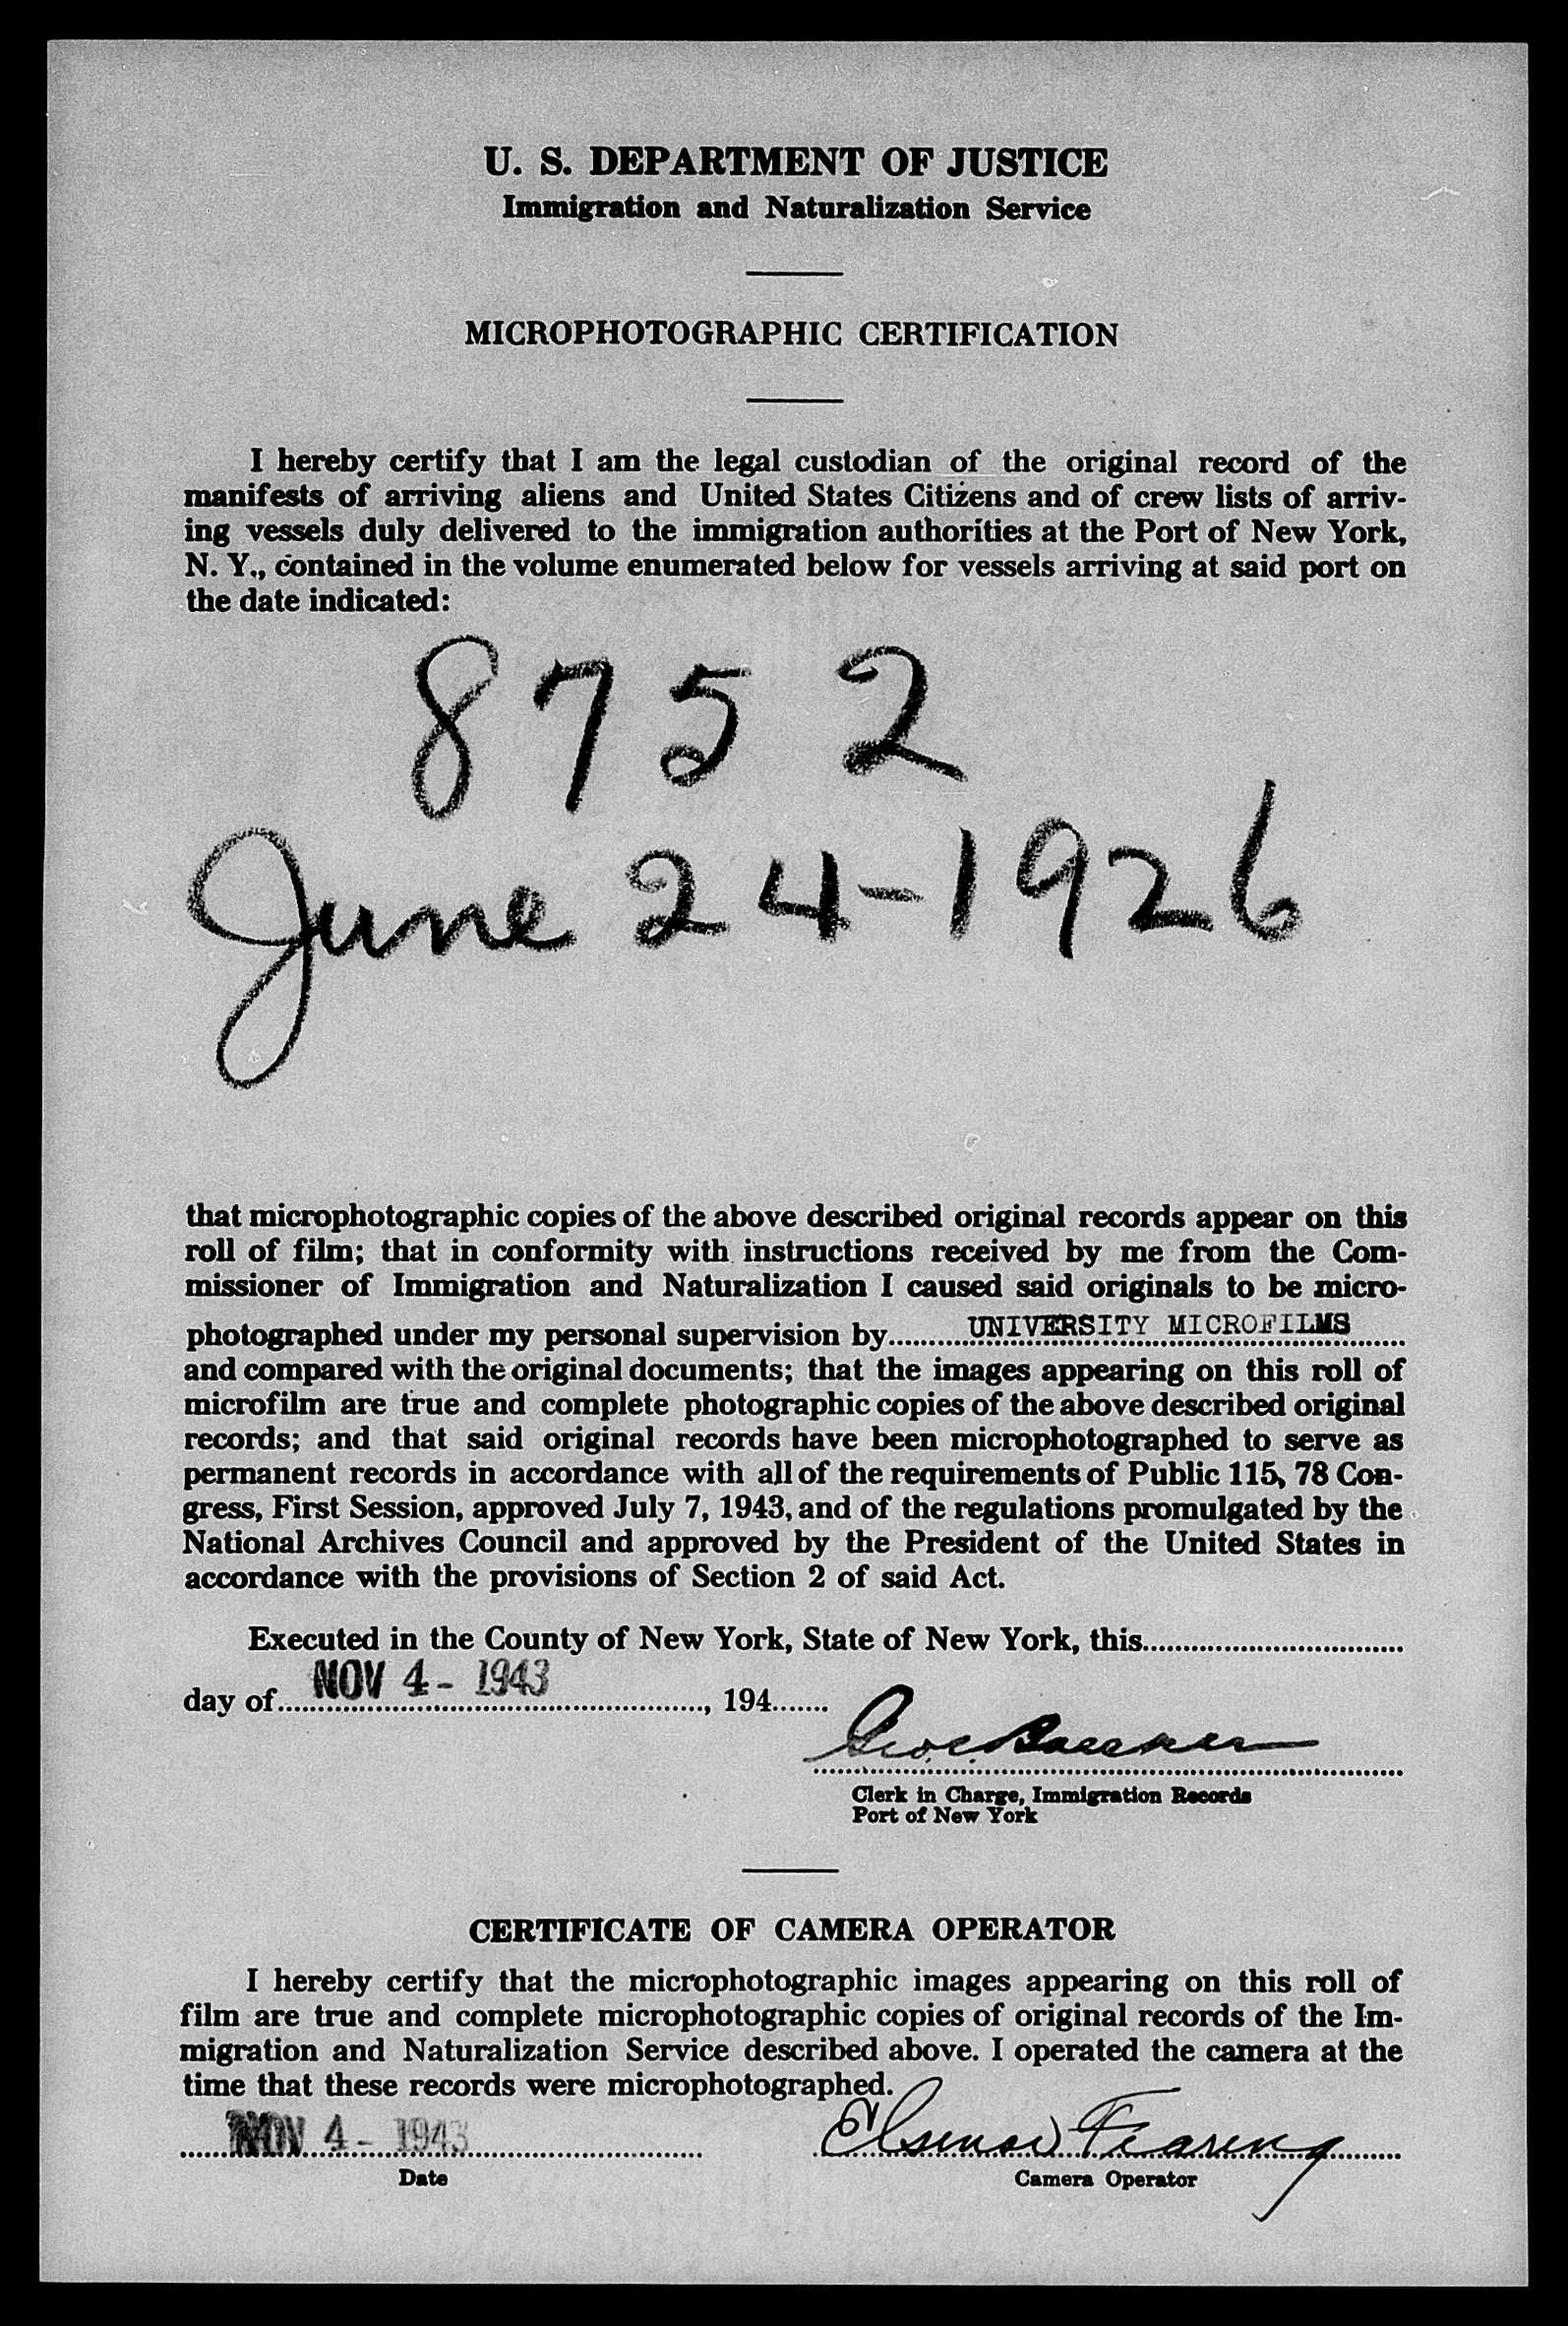 U. S. DEPARTMENT OF JUSTICE
Immigration and Naturalization Service
MICROPHOTOGRAPHIC CERTIFICATION
I hereby certify that I am the legal custodian of the original record of the
manifests of arriving aliens and United States Citizens and of crew lists of arriv-
ing vessels duly delivered to the immigration authorities at the Port of New York,
N. Y., contained in the volume enumerated below for vessels arriving at said port on
the date indicated:
8752
June 24-1926
that microphotographic copies of the above described original records appear on this
roll of film; that in conformity with instructions received by me from the Com-
missioner of Immigration and Naturalization I caused said originals to be micro-
photographed under my personal supervision by UNIVERSITY MICROFILMS
and compared with the original documents; that the images appearing on this roll of
microfilm are true and complete photographic copies of the above described original
records; and that said original records have been microphotographed to serve as
permanent records in accordance with all of the requirements of Public 115, 78 Con-
gress, First Session, approved July 7, 1943, and of the regulations promulgated by the
National Archives Council and approved by the President of the United States in
accordance with the provisions of Section 2 of said Act.
Executed in the County of New York, State of New York, this
day of NOV 4 - 1943, 194
Clerk in Charge, Immigration Records
Port of New York
CERTIFICATE OF CAMERA OPERATOR
I hereby certify that the microphotographic images appearing on this roll of
film are true and complete microphotographic copies of original records of the Im-
migration and Naturalization Service described above. I operated the camera at the
time that these records were microphotographed.
NOV 4 - 1943 Fearing
Date Camera Operator